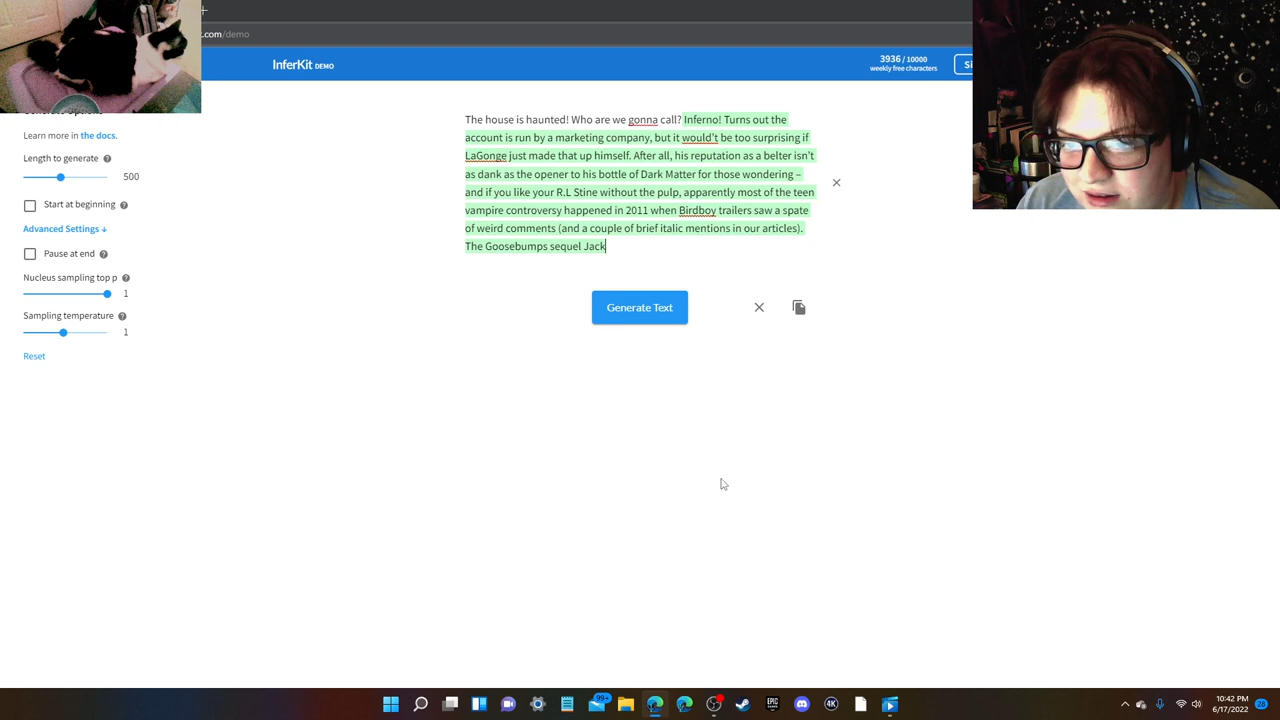 .com/demo
InferKit DEMO
3936 / 10000
weekly free characters
Learn more in the docs.
Length to generate
500
Start at beginning
Advanced Settings ↓
Pause at end
Nucleus sampling top p
1
Sampling temperature
1
Reset
The house is haunted! Who are we gonna call? Inferno! Turns out the
account is run by a marketing company, but it would't be too surprising if
LaGonge just made that up himself. After all, his reputation as a belter isn't
as dank as the opener to his bottle of Dark Matter for those wondering –
and if you like your R.L Stine without the pulp, apparently most of the teen
vampire controversy happened in 2011 when Birdboy trailers saw a spate
of weird comments (and a couple of brief italic mentions in our articles).
The Goosebumps sequel Jack
Generate Text
99+
EPIC
GAMES
4K
10:42 PM
6/17/2022
28